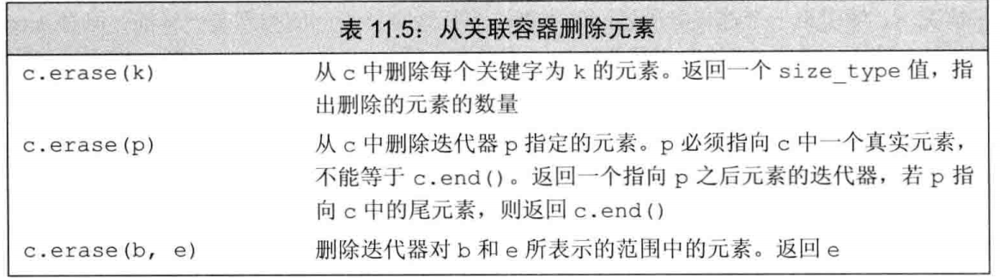 表 11.5：从关联容器删除元素
c.erase(k) 从 c 中删除每个关键字为 k 的元素。返回一个 size_type 值，指
出删除的元素的数量
c.erase(p) 从 c 中删除迭代器 p 指定的元素。p 必须指向 c 中一个真实元素，
不能等于 c.end()。返回一个指向 p 之后元素的迭代器，若 p 指
向 c 中的尾元素，则返回 c.end()
c.erase(b, e) 删除迭代器对 b 和 e 所表示的范围中的元素。返回 e